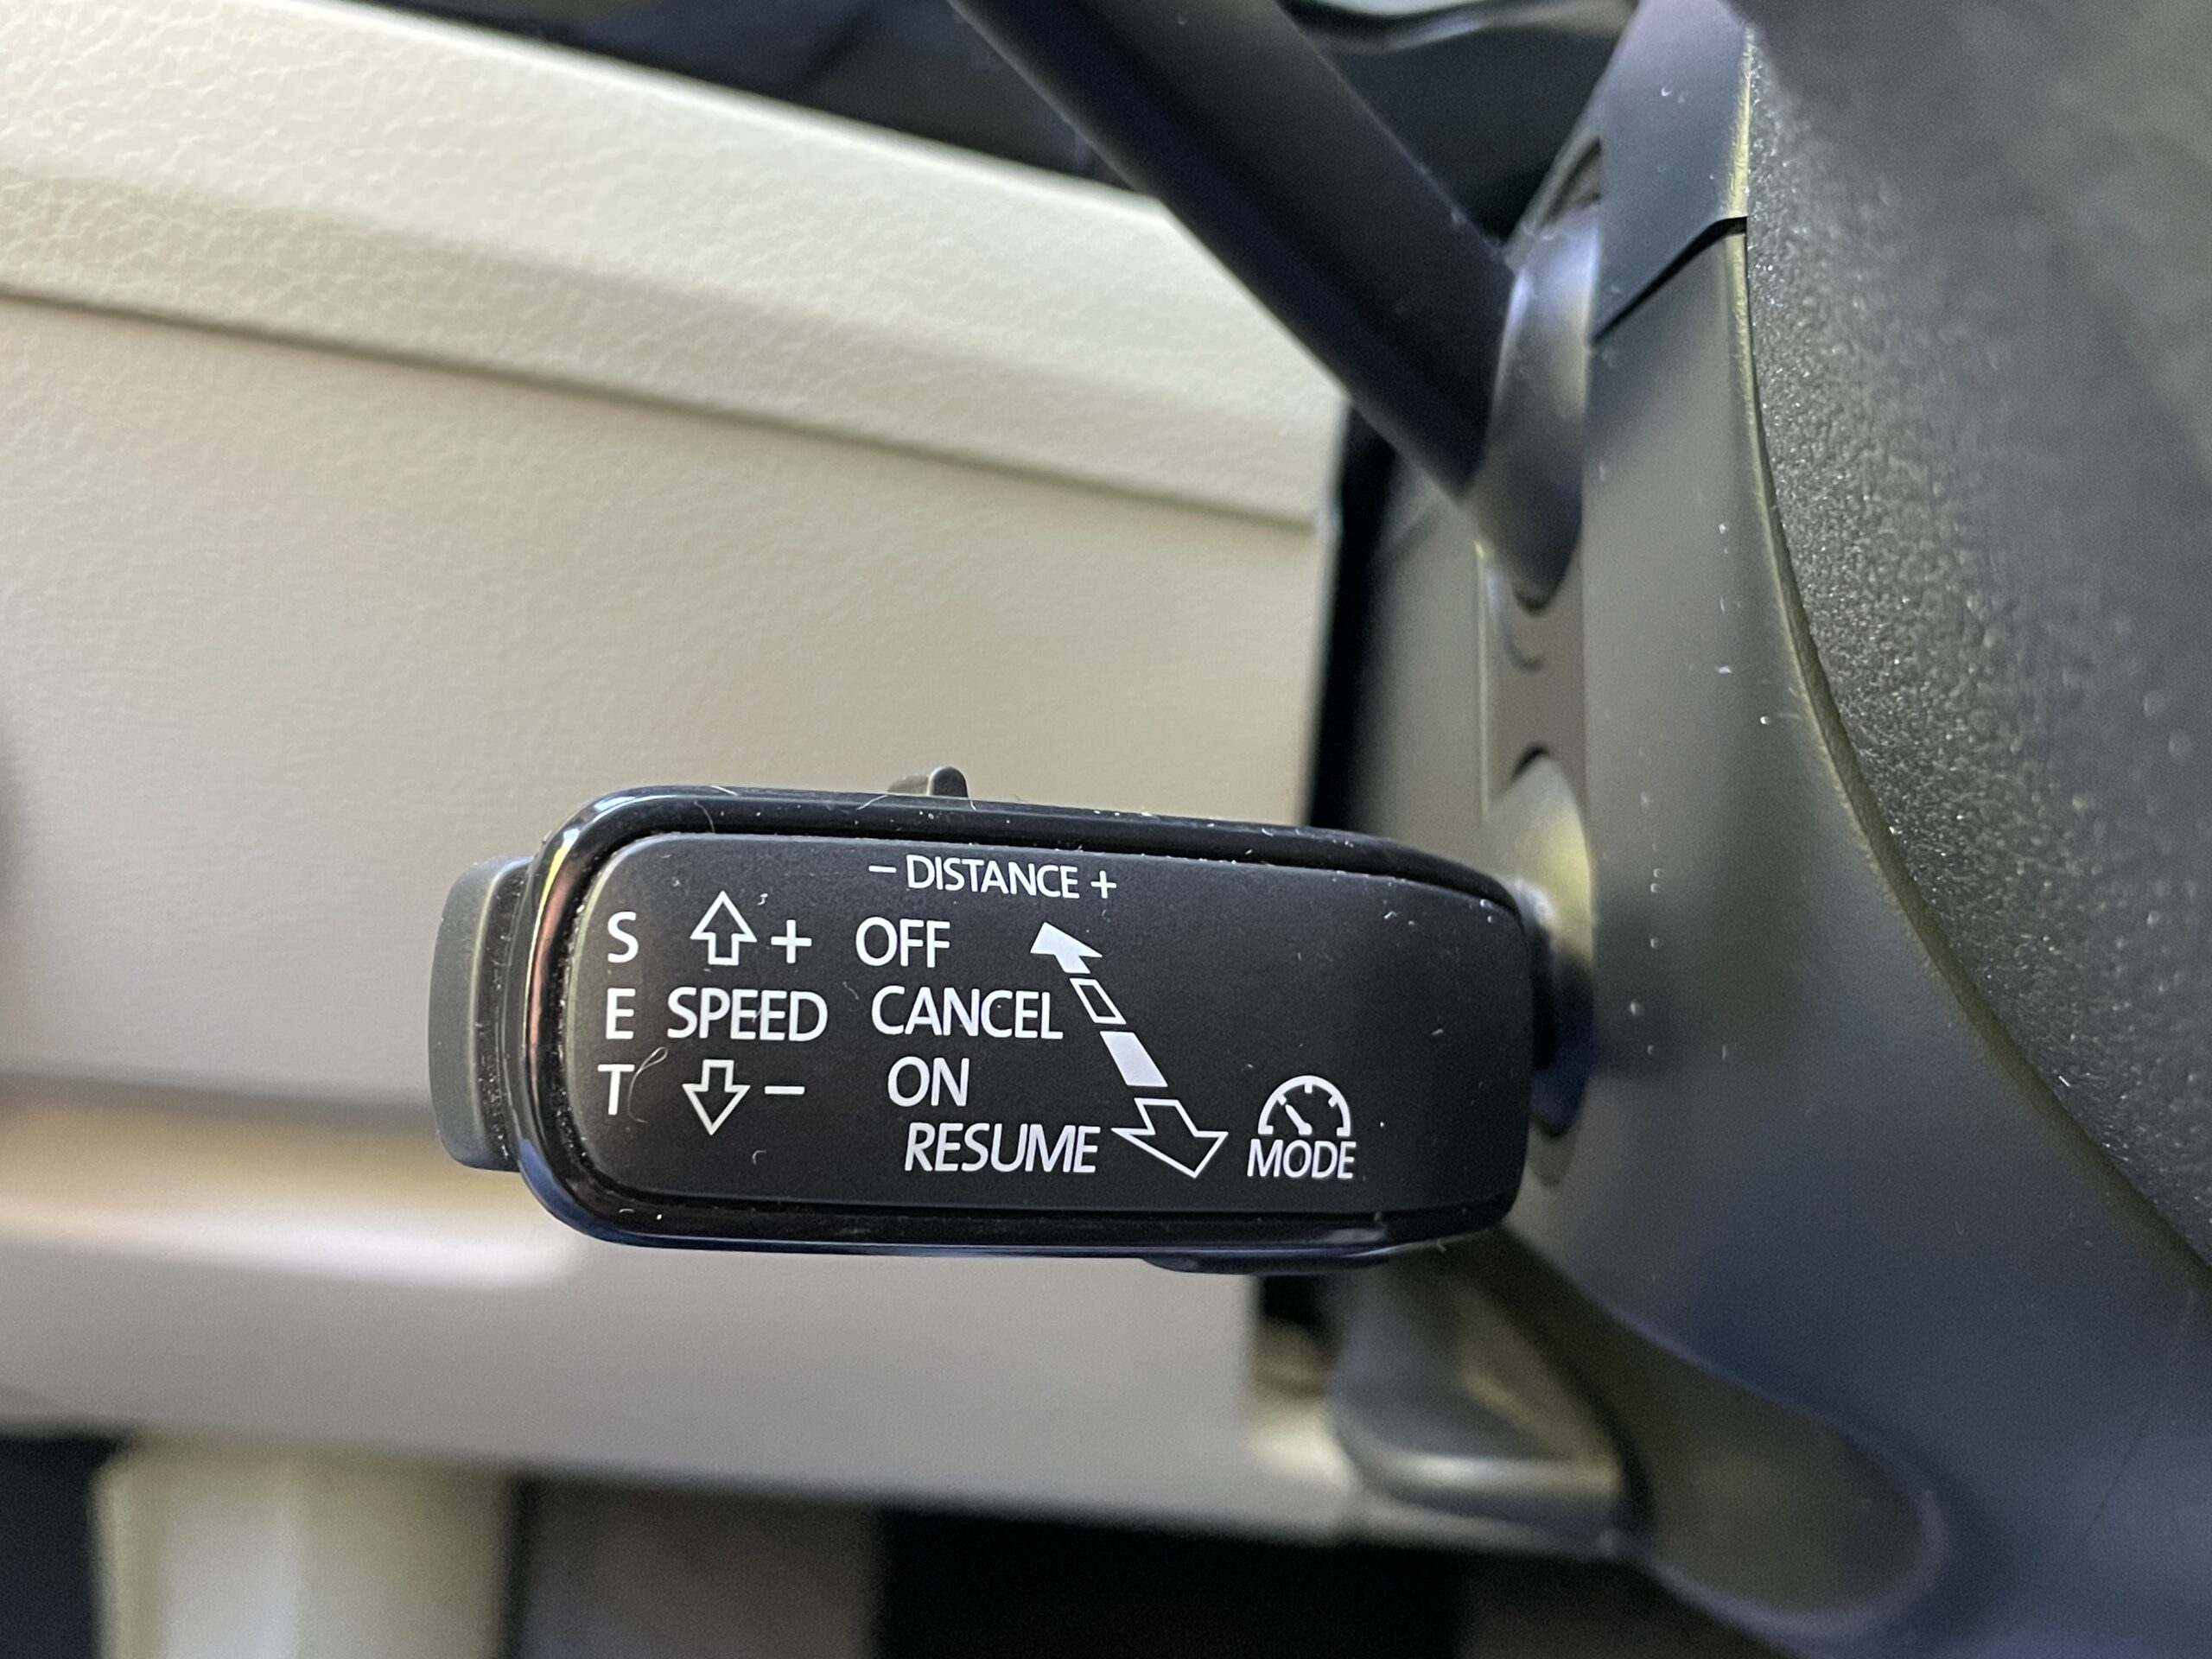 – DISTANCE +
S + OFF
E SPEED CANCEL
T – ON
RESUME
MODE